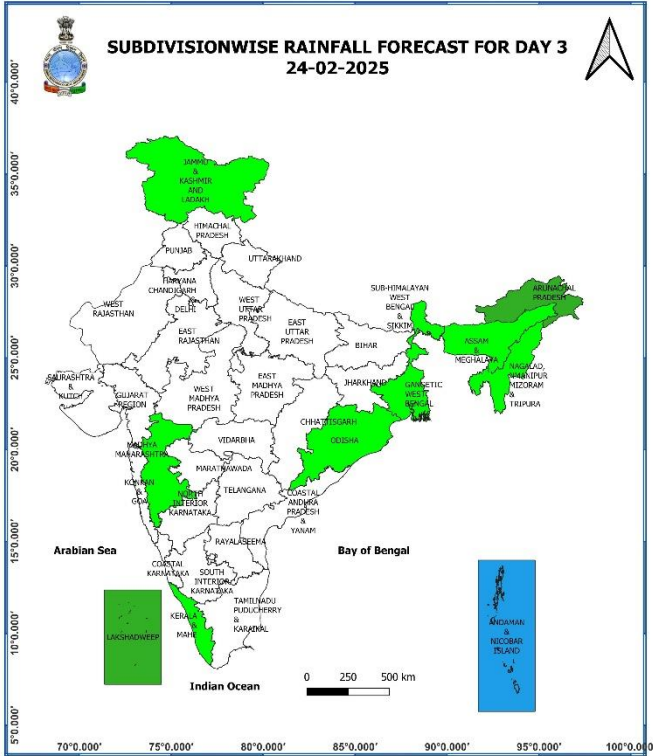 SUBDIVISIONWISE RAINFALL FORECAST FOR DAY 3
24-02-2025
40°0.000'
35°0.000'
30°0.000'
25°0.000'
20°0.000'
15°0.000'
10°0.000'
5°0.000'
JAMMU
&
KASHMIR
AND
LADAKH
HIMACHAL
PRADESH
PUNJAB
UTTARAKHAND
HARYANA
CHANDIGARH
&
DELHI
WEST
RAJASTHAN
WEST
UTTAR
PRADESH
EAST
RAJASTHAN
EAST
UTTAR
PRADESH
SUB-HIMALAYAN
WEST
BENGAL
&
SIKKIM
ARUNACHAL
PRADESH
BIHAR
ASSAM
&
MEGHALAYA
NAGALAD,
MIZORAM
&
TRIPURA
SAURASHTRA
&
KUTCH
GUJARAT
REGION
WEST
MADHYA
PRADESH
EAST
MADHYA
PRADESH
JHARKHAND
GANGETIC
WEST
BENGAL
CHHATTISGARH
ODISHA
VIDARBHA
MADHYA
MAHARASHTRA
MARATHWADA
KONKAN
&
GOA
NORTH
INTERIOR
KARNATAKA
TELANGANA
COASTAL
ANDHRA
PRADESH
&
YANAM
RAYALASEEMA
Arabian Sea
Bay of Bengal
COASTAL
KARNATAKA
SOUTH
INTERIOR
KARNATAKA
TAMILNADU
PUDUCHERRY
&
KARAIKAL
KERALA
&
MAHE
LAKSHADWEEP
ANDAMAN
&
NICOBAR
ISLAND
Indian Ocean
0 250 500 km
70°0.000' 75°0.000' 80°0.000' 85°0.000' 90°0.000' 95°0.000' 100°0.000'